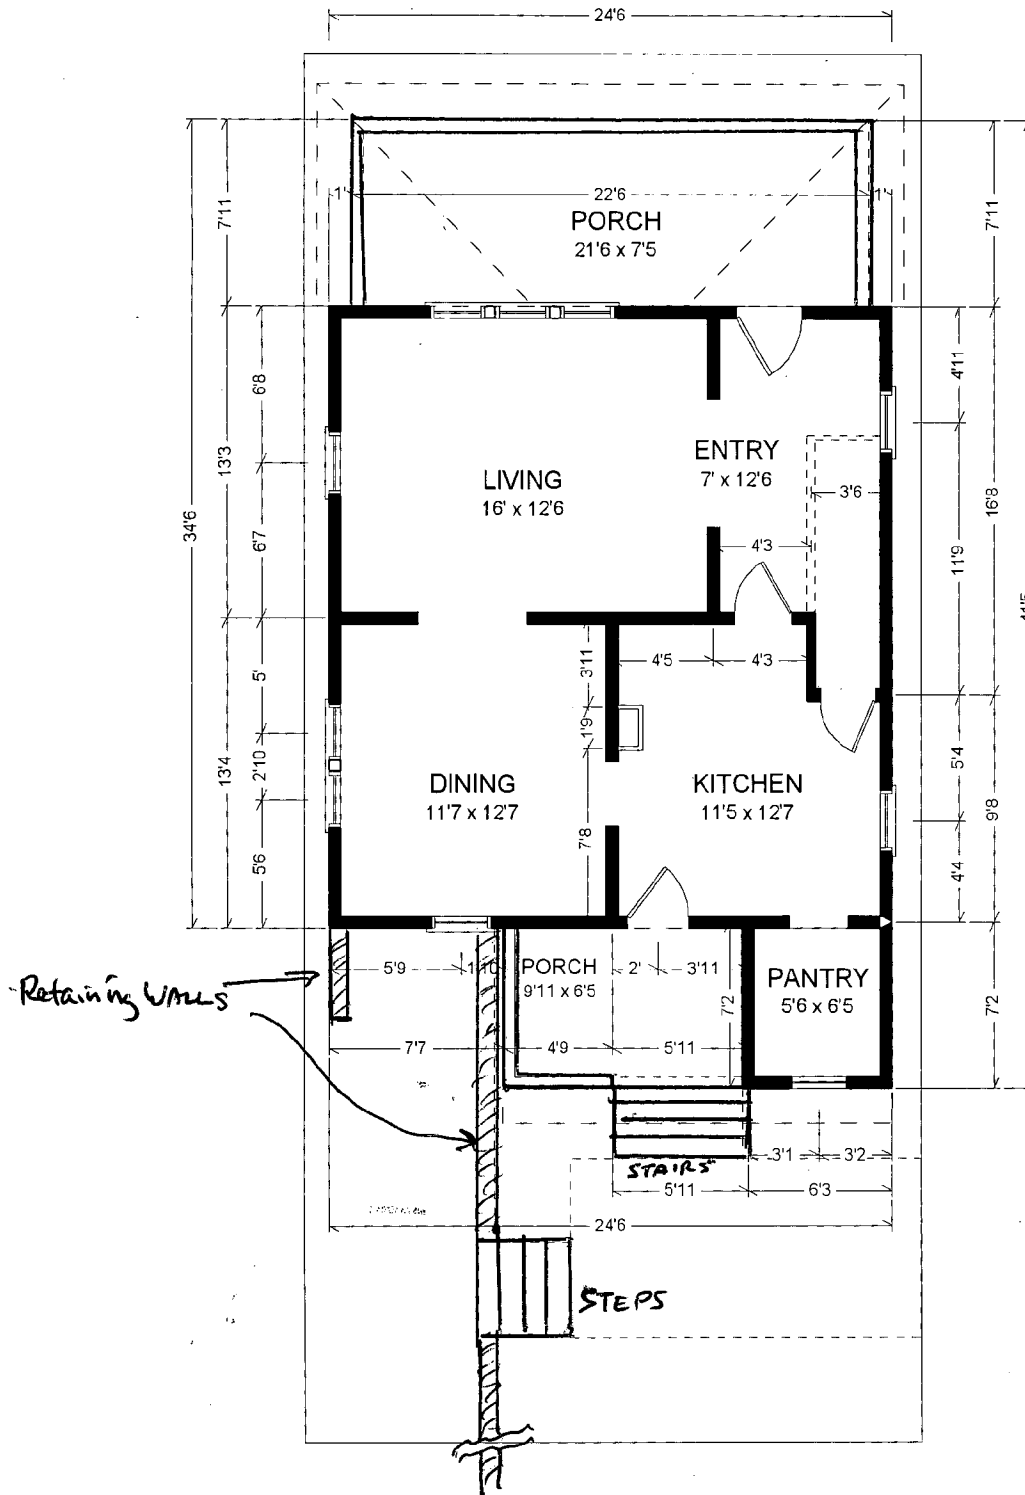 24'6
1'
22'6
1'
PORCH
21'6 x 7'5
7'11
7'11
34'6
13'3
6'8
6'7
LIVING
16' x 12'6
ENTRY
7' x 12'6
3'6
4'3
4'11
11'9
16'8
13'4
5'
2'10
5'6
3'11
1'9
7'8
4'5
4'3
DINING
11'7 x 12'7
KITCHEN
11'5 x 12'7
5'4
4'4
9'8
Retaining WALLS
5'9
1'10
PORCH
9'11 x 6'5
2'
3'11
7'2
PANTRY
5'6 x 6'5
7'2
7'7
4'9
5'11
STAIRS
3'1
3'2
5'11
6'3
24'6
STEPS